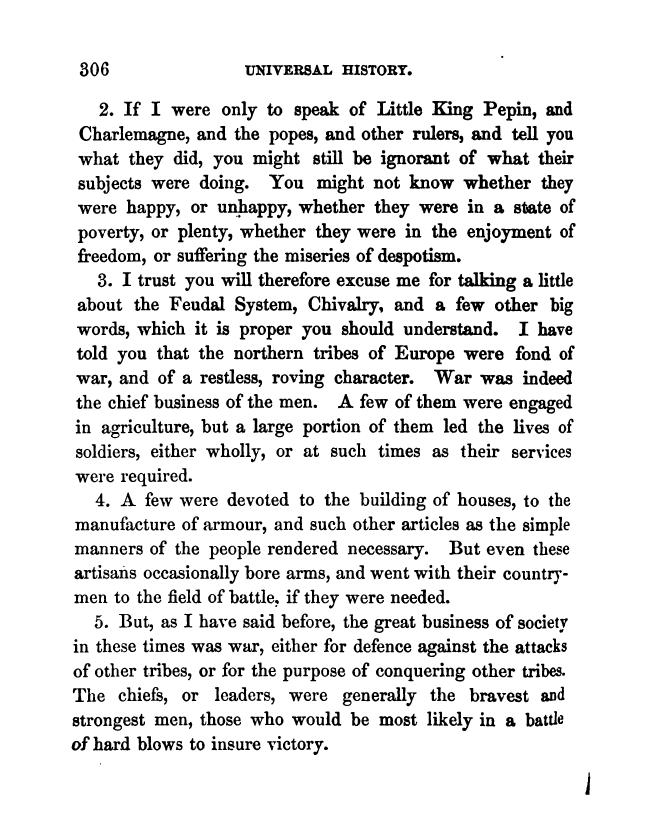 306 UNIVERSAL HISTORY.
2. If I were only to speak of Little King Pepin, and
Charlemagne, and the popes, and other rulers, and tell you
what they did, you might still be ignorant of what their
subjects were doing. You might not know whether they
were happy, or unhappy, whether they were in a state of
poverty, or plenty, whether they were in the enjoyment of
freedom, or suffering the miseries of despotism.
3. I trust you will therefore excuse me for talking a little
about the Feudal System, Chivalry, and a few other big
words, which it is proper you should understand. I have
told you that the northern tribes of Europe were fond of
war, and of a restless, roving character. War was indeed
the chief business of the men. A few of them were engaged
in agriculture, but a large portion of them led the lives of
soldiers, either wholly, or at such times as their services
were required.
4. A few were devoted to the building of houses, to the
manufacture of armour, and such other articles as the simple
manners of the people rendered necessary. But even these
artisans occasionally bore arms, and went with their country-
men to the field of battle, if they were needed.
5. But, as I have said before, the great business of society
in these times was war, either for defence against the attacks
of other tribes, or for the purpose of conquering other tribes.
The chiefs, or leaders, were generally the bravest and
strongest men, those who would be most likely in a battle
of hard blows to insure victory.